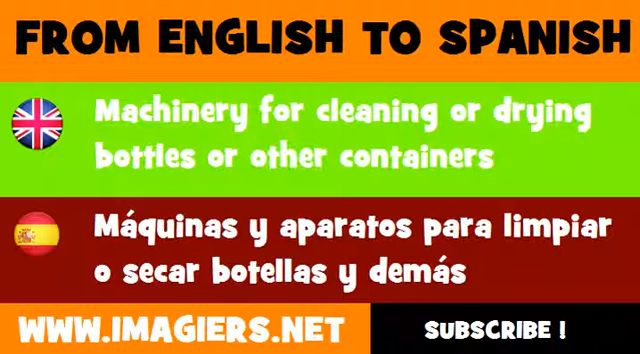 FROM ENGLISH TO SPANISH
Machinery for cleaning or drying
bottles or other containers
Máquinas y aparatos para limpiar
o secar botellas y demás
WWW.IMAGIERS.NET
SUBSCRIBE !